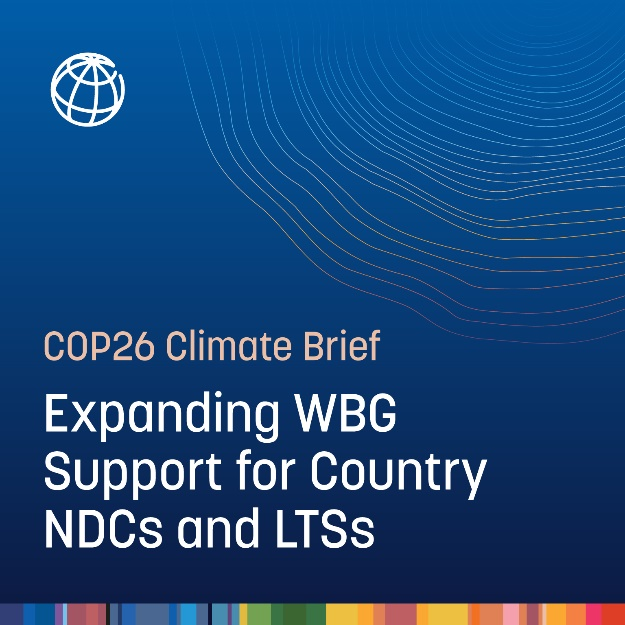 COP26 Climate Brief
Expanding WBG
Support for Country
NDCs and LTSs